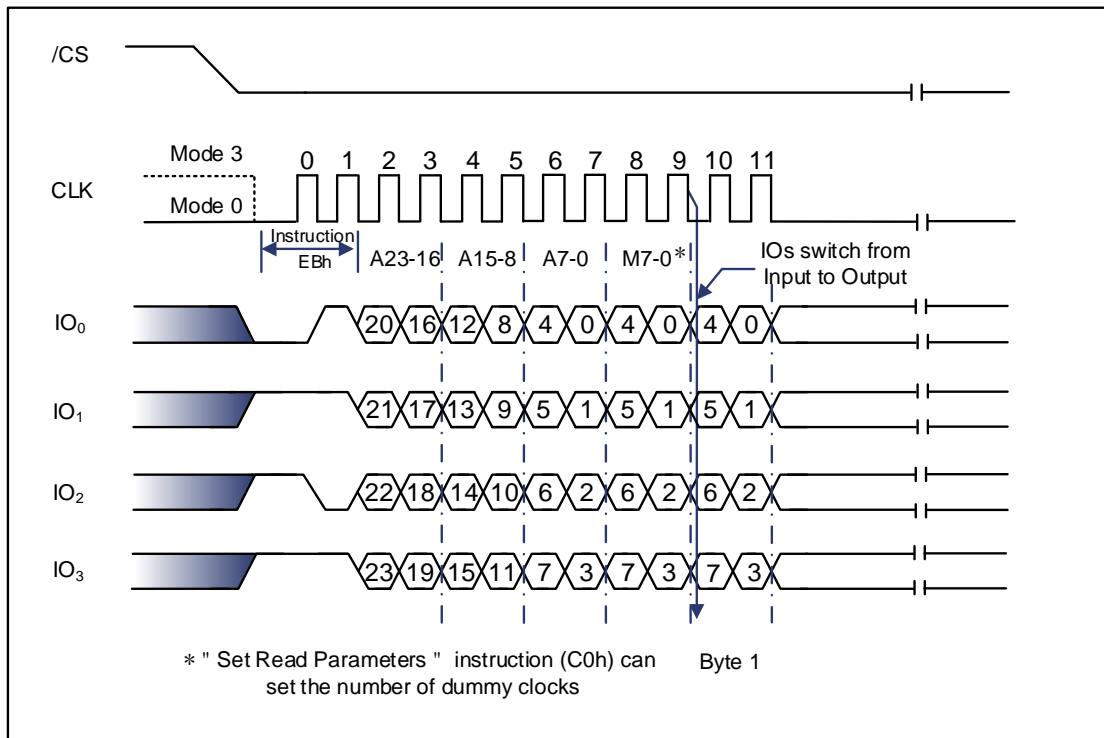 /CS
Mode 3
0 1 2 3 4 5 6 7 8 9 10 11
CLK
Mode 0
Instruction
EBh
A23-16 A15-8 A7-0 M7-0*
IOs switch from
Input to Output
IO₀
20 16 12 8 4 0 4 0 4 0
IO₁
21 17 13 9 5 1 5 1 5 1
IO₂
22 18 14 10 6 2 6 2 6 2
IO₃
23 19 15 11 7 3 7 3 7 3
* " Set Read Parameters " instruction (C0h) can
set the number of dummy clocks
Byte 1